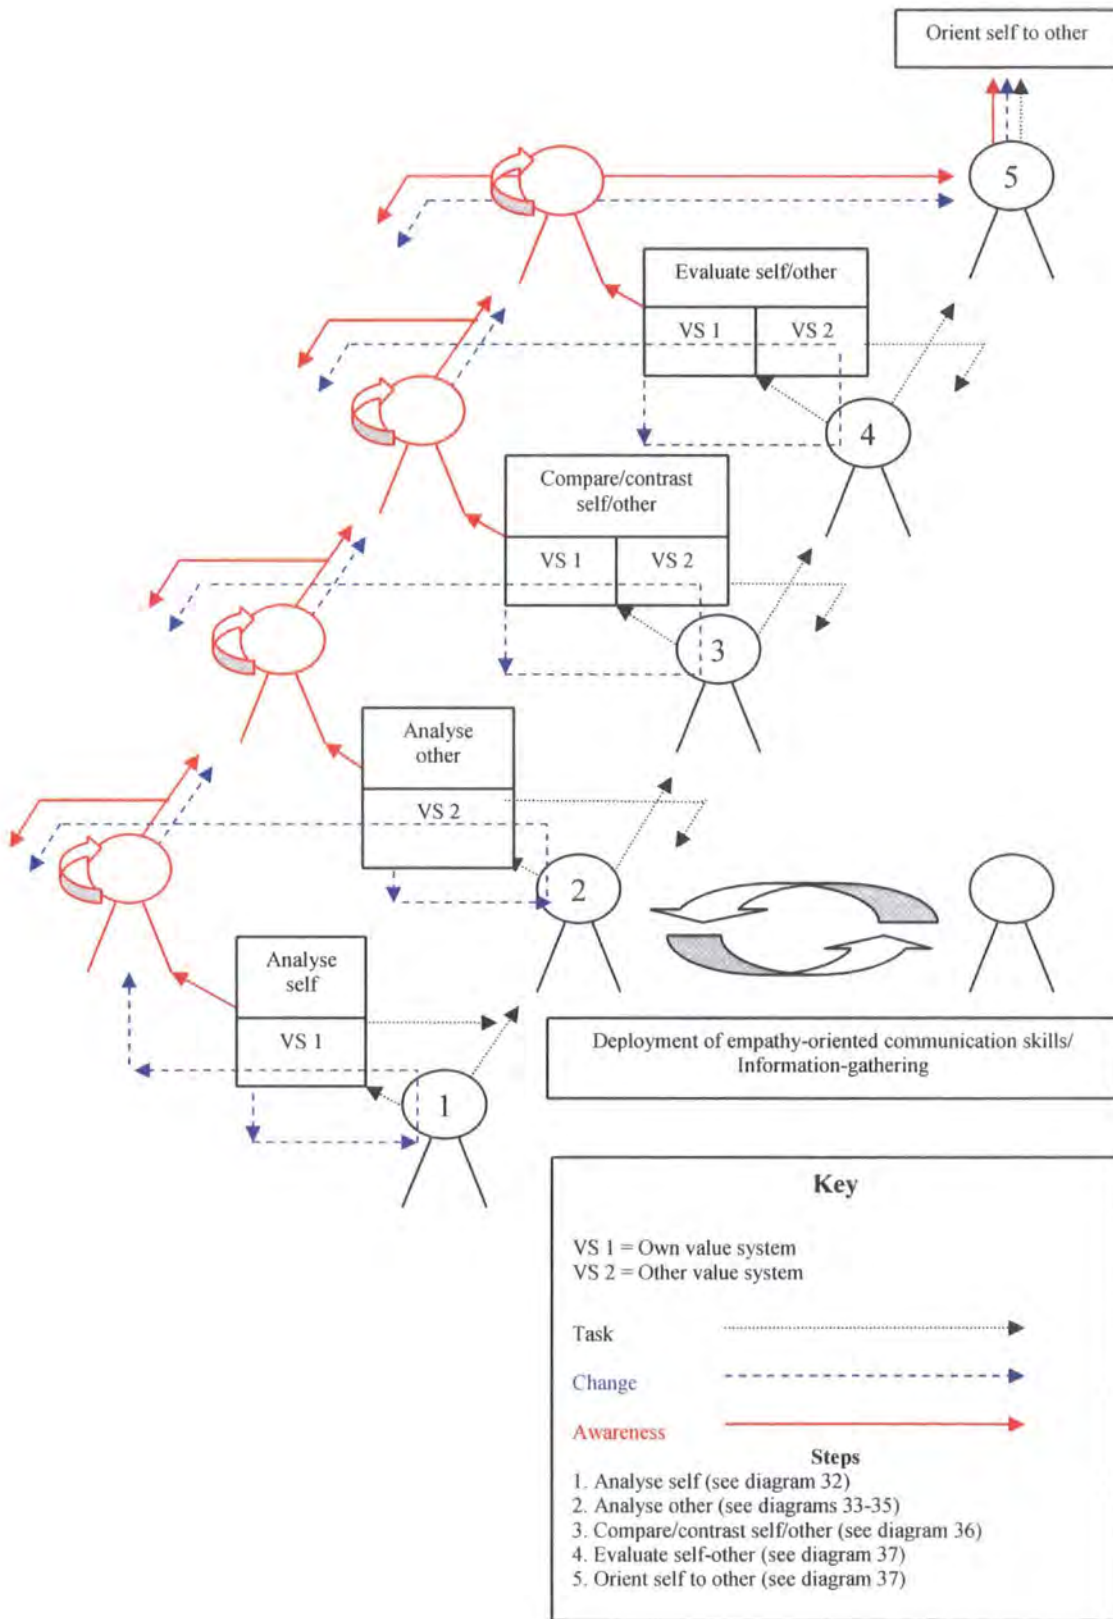 Orient self to other
5
Evaluate self/other
VS 1
VS 2
4
Compare/contrast
self/other
VS 1
VS 2
3
Analyse
other
VS 2
2
Analyse
self
VS 1
1
Deployment of empathy-oriented communication skills/
Information-gathering
Key
VS 1 = Own value system
VS 2 = Other value system
Task
Change
Awareness
Steps
1. Analyse self (see diagram 32)
2. Analyse other (see diagrams 33-35)
3. Compare/contrast self/other (see diagram 36)
4. Evaluate self-other (see diagram 37)
5. Orient self to other (see diagram 37)